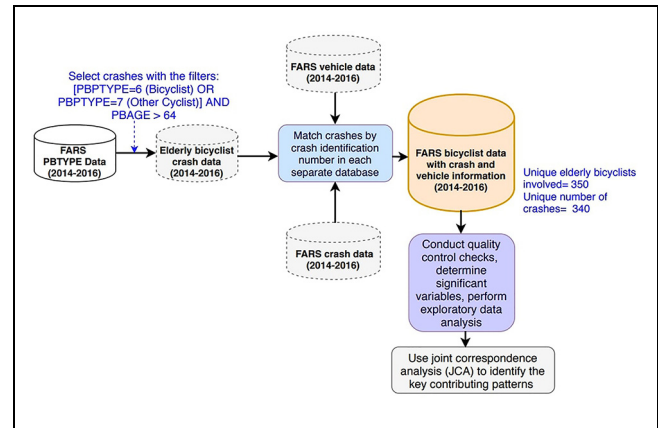 FARS vehicle data
(2014-2016)
Select crashes with the filters:
[PBPTYPE=6 (Bicyclist) OR
PBPTYPE=7 (Other Cyclist)] AND
PBAGE > 64
FARS
PBTYPE Data
(2014-2016)
Elderly bicyclist
crash data
(2014-2016)
Match crashes by
crash identification
number in each
separate database
FARS bicyclist data
with crash and
vehicle information
(2014-2016)
Unique elderly bicyclists
involved= 350
Unique number of
crashes= 340
FARS crash data
(2014-2016)
Conduct quality
control checks,
determine
significant
variables, perform
exploratory data
analysis
Use joint correspondence
analysis (JCA) to identify the
key contributing patterns